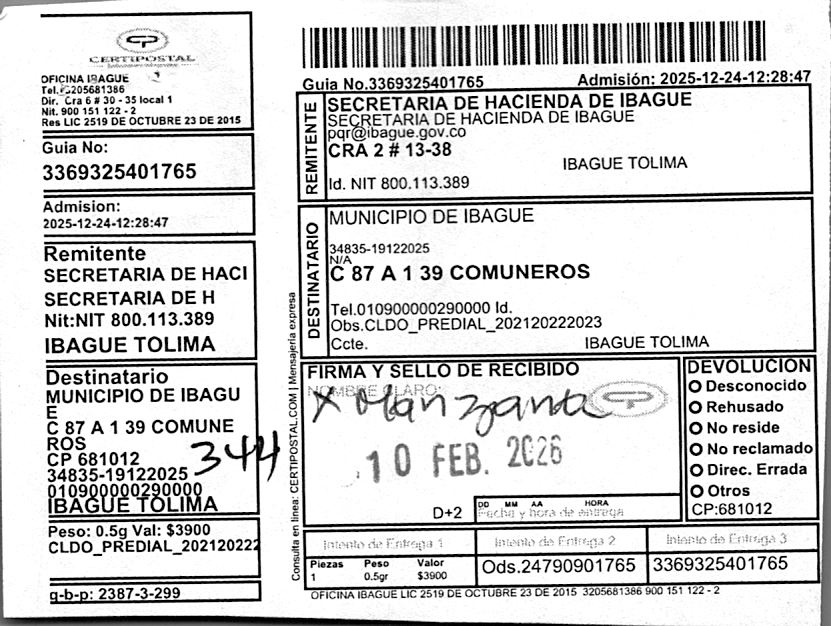 CERTIPOSTAL
OFICINA IBAGUE
Tel. 3205681386
Dir. Cra 6 # 30 - 35 local 1
Nit. 900 151 122 - 2
Res LIC 2519 DE OCTUBRE 23 DE 2015
Guia No:
3369325401765
Admision:
2025-12-24-12:28:47
Remitente
SECRETARIA DE HACI
SECRETARIA DE H
Nit:NIT 800.113.389
IBAGUE TOLIMA
Destinatario
MUNICIPIO DE IBAGU
E
C 87 A 1 39 COMUNE
ROS
CP 681012
34835-19122025
010900000290000
IBAGUE TOLIMA
344
Peso: 0.5g Val: $3900
CLDO_PREDIAL_202120222
g-b-p: 2387-3-299
Guia No.3369325401765
Admisión: 2025-12-24-12:28:47
REMITENTE
SECRETARIA DE HACIENDA DE IBAGUE
SECRETARIA DE HACIENDA DE IBAGUE
pqr@ibague.gov.co
CRA 2 # 13-38
IBAGUE TOLIMA
Id. NIT 800.113.389
DESTINATARIO
MUNICIPIO DE IBAGUE
34835-19122025
N/A
C 87 A 1 39 COMUNEROS
Tel.010900000290000 Id.
Obs.CLDO_PREDIAL_202120222023
Ccte.
IBAGUE TOLIMA
Consulta en línea: CERTIPOSTAL.COM | Mensajería expresa
FIRMA Y SELLO DE RECIBIDO
NOMBRE CLARO:
X Manzana
10 FEB. 2026
D+2
DD MM AA HORA
Fecha y hora de entrega
DEVOLUCION
Desconocido
Rehusado
No reside
No reclamado
Direc. Errada
Otros
CP:681012
Intento de Entrega 1
Intento de Entrega 2
Intento de Entrega 3
Piezas Peso Valor
1 0.5gr $3900
Ods.24790901765
3369325401765
OFICINA IBAGUE LIC 2519 DE OCTUBRE 23 DE 2015 3205681386 900 151 122 - 2